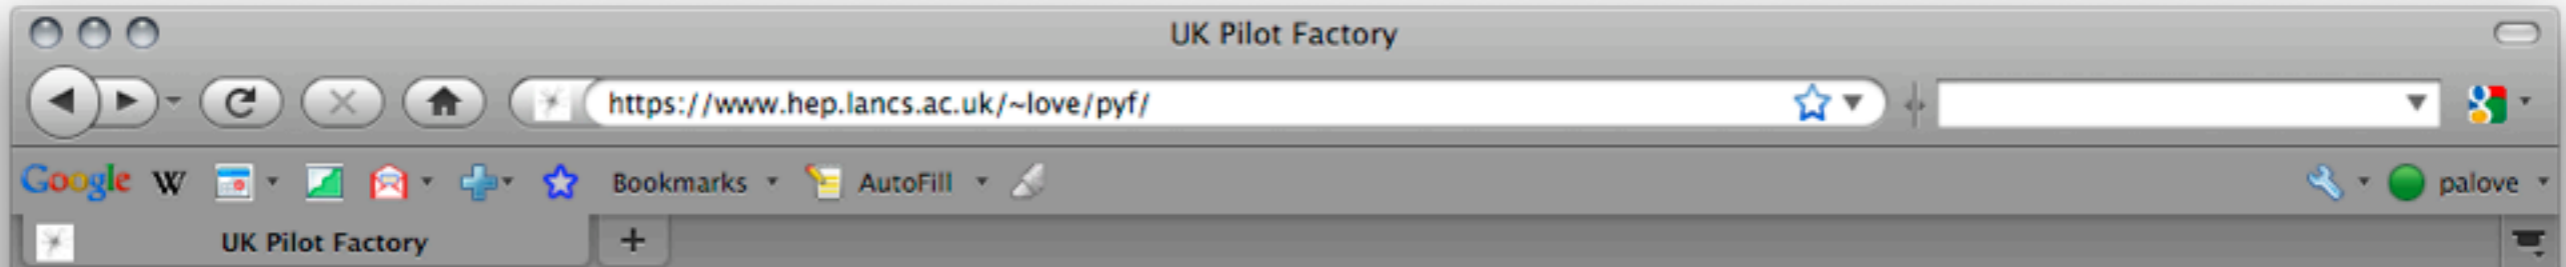 UK Pilot Factory
https://www.hep.lancs.ac.uk/~love/pyf/
Google W Bookmarks AutoFill palove
UK Pilot Factory +